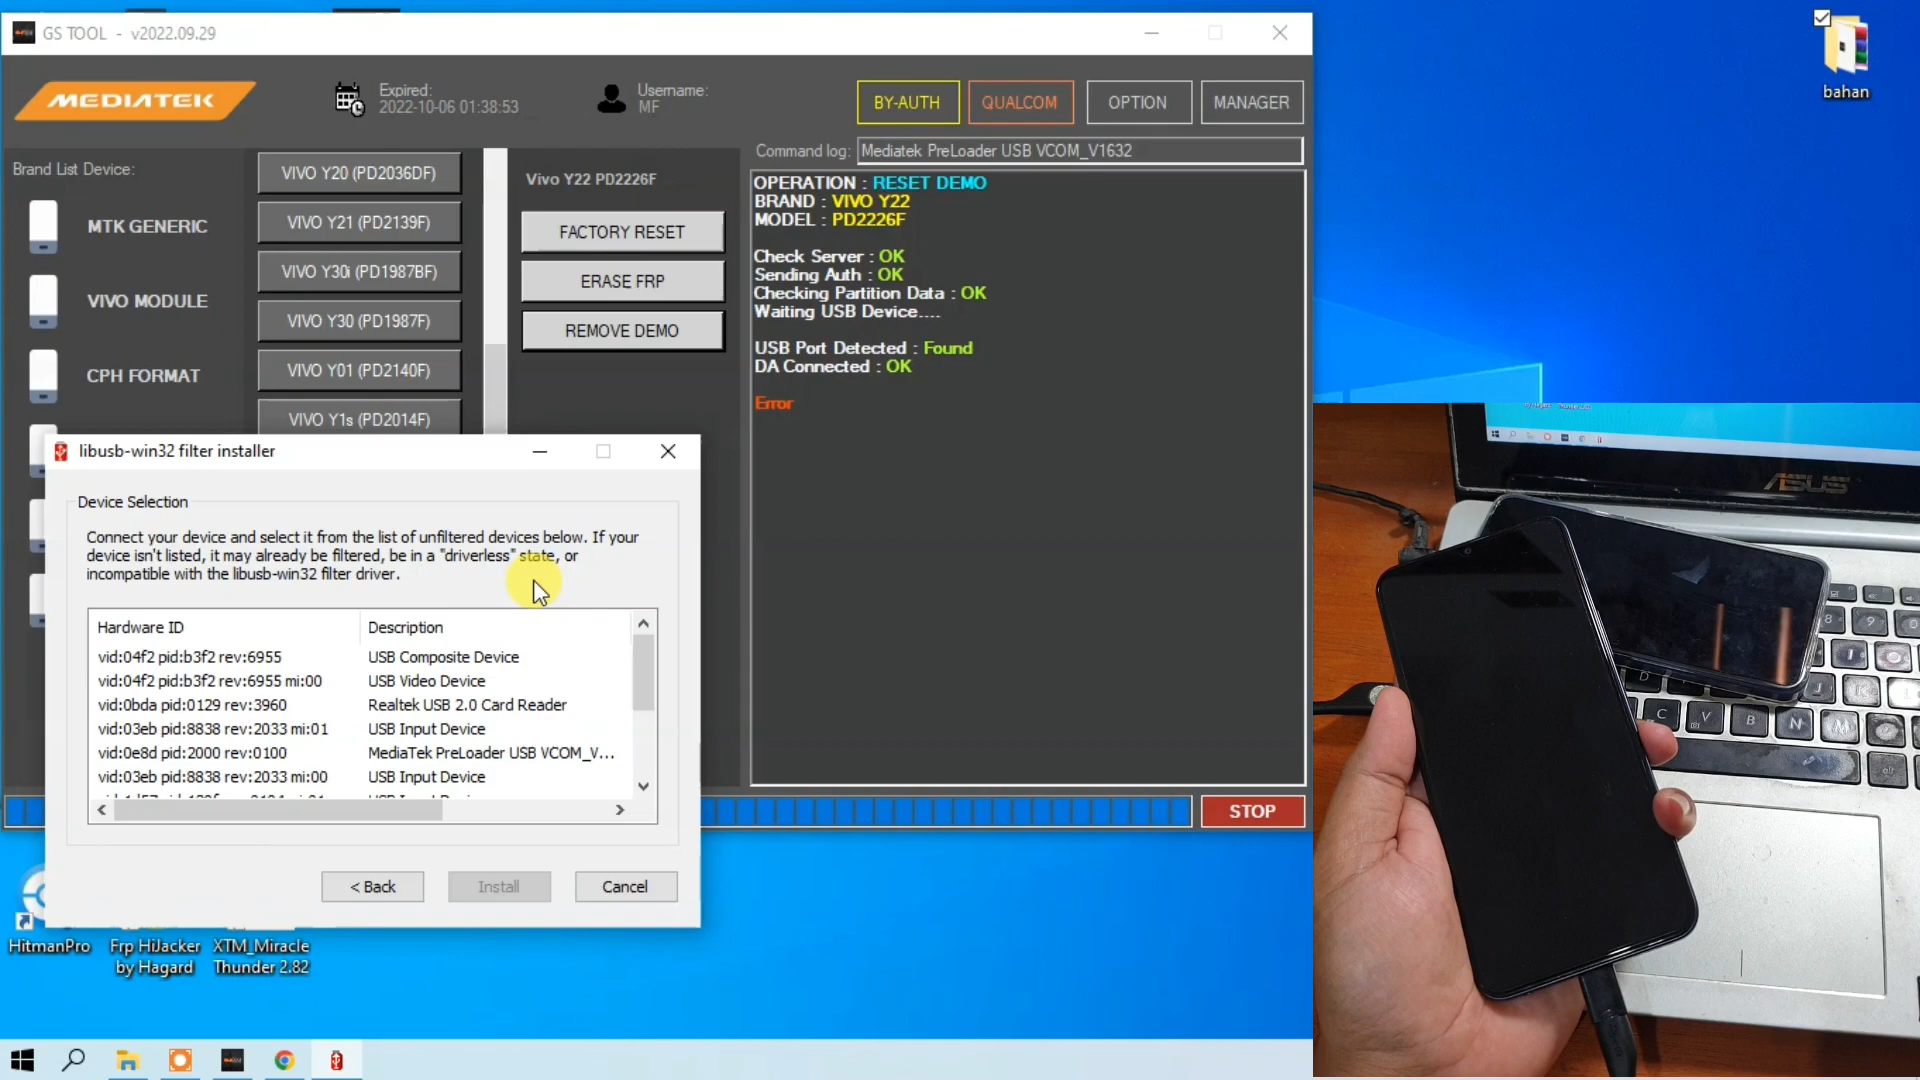 GS TOOL - v2022.09.29
MEDIATEK
Expired:
2022-10-06 01:38:53
Username:
MF
BY-AUTH
QUALCOM
OPTION
MANAGER
Command log:
Mediatek PreLoader USB VCOM_V1632
Brand List Device:
MTK GENERIC
VIVO MODULE
CPH FORMAT
VIVO Y20 (PD2036DF)
VIVO Y21 (PD2139F)
VIVO Y30i (PD1987BF)
VIVO Y30 (PD1987F)
VIVO Y01 (PD2140F)
VIVO Y1s (PD2014F)
Vivo Y22 PD2226F
FACTORY RESET
ERASE FRP
REMOVE DEMO
OPERATION : RESET DEMO
BRAND : VIVO Y22
MODEL : PD2226F
Check Server : OK
Sending Auth : OK
Checking Partition Data : OK
Waiting USB Device....
USB Port Detected : Found
DA Connected : OK
Error
STOP
libusb-win32 filter installer
Device Selection
Connect your device and select it from the list of unfiltered devices below. If your
device isn't listed, it may already be filtered, be in a "driverless" state, or
incompatible with the libusb-win32 filter driver.
Hardware ID Description
vid:04f2 pid:b3f2 rev:6955 USB Composite Device
vid:04f2 pid:b3f2 rev:6955 mi:00 USB Video Device
vid:0bda pid:0129 rev:3960 Realtek USB 2.0 Card Reader
vid:03eb pid:8838 rev:2033 mi:01 USB Input Device
vid:0e8d pid:2000 rev:0100 MediaTek PreLoader USB VCOM_V...
vid:03eb pid:8838 rev:2033 mi:00 USB Input Device
< Back
Install
Cancel
HitmanPro
Frp HiJacker
by Hagard
XTM_Miracle
Thunder 2.82
bahan
ASUS